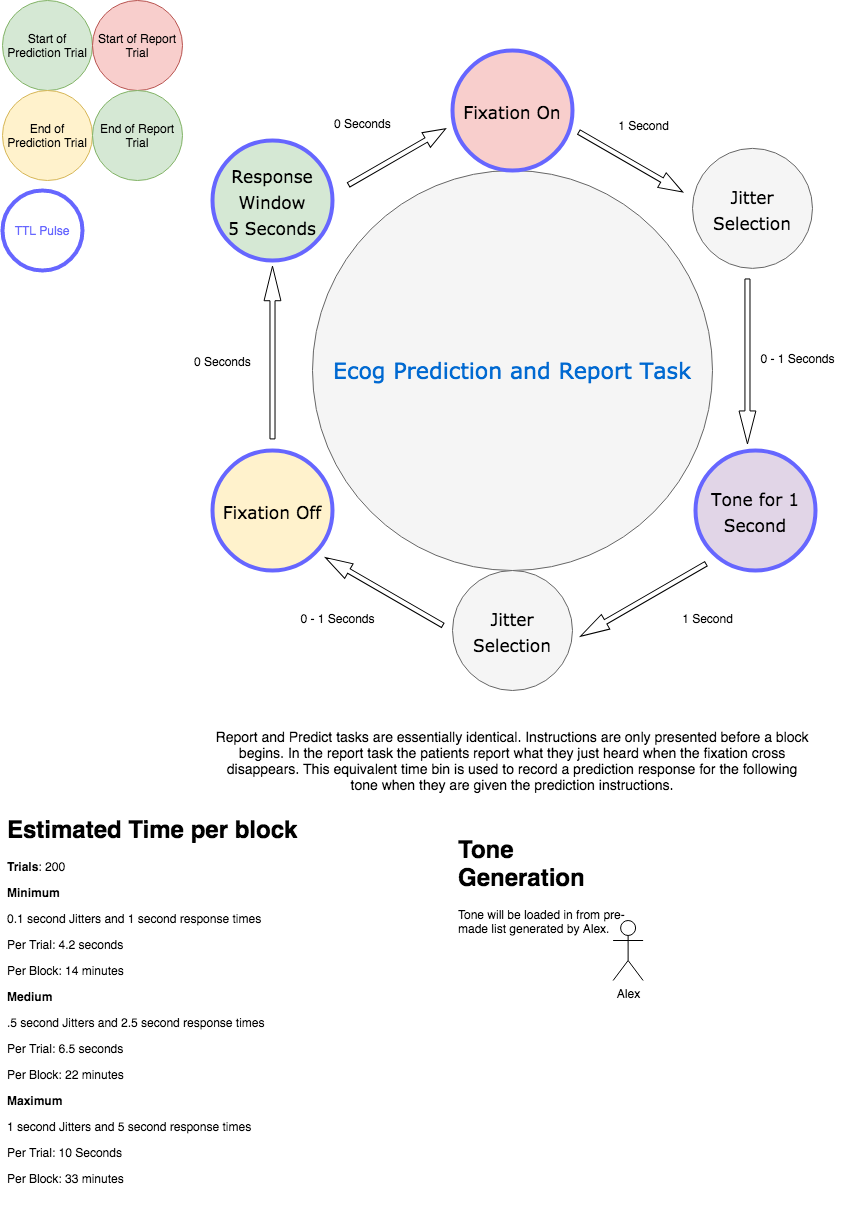 Start of
Prediction Trial
Start of Report
Trial
End of
Prediction Trial
End of Report
Trial
TTL Pulse
0 Seconds
Fixation On
1 Second
Response
Window
5 Seconds
Jitter
Selection
0 Seconds
Ecog Prediction and Report Task
0 - 1 Seconds
Fixation Off
Tone for 1
Second
0 - 1 Seconds
Jitter
Selection
1 Second
Report and Predict tasks are essentially identical. Instructions are only presented before a block
begins. In the report task the patients report what they just heard when the fixation cross
disappears. This equivalent time bin is used to record a prediction response for the following
tone when they are given the prediction instructions.
Estimated Time per block
Trials: 200
Minimum
0.1 second Jitters and 1 second response times
Per Trial: 4.2 seconds
Per Block: 14 minutes
Medium
.5 second Jitters and 2.5 second response times
Per Trial: 6.5 seconds
Per Block: 22 minutes
Maximum
1 second Jitters and 5 second response times
Per Trial: 10 Seconds
Per Block: 33 minutes
Tone
Generation
Tone will be loaded in from pre-
made list generated by Alex.
Alex